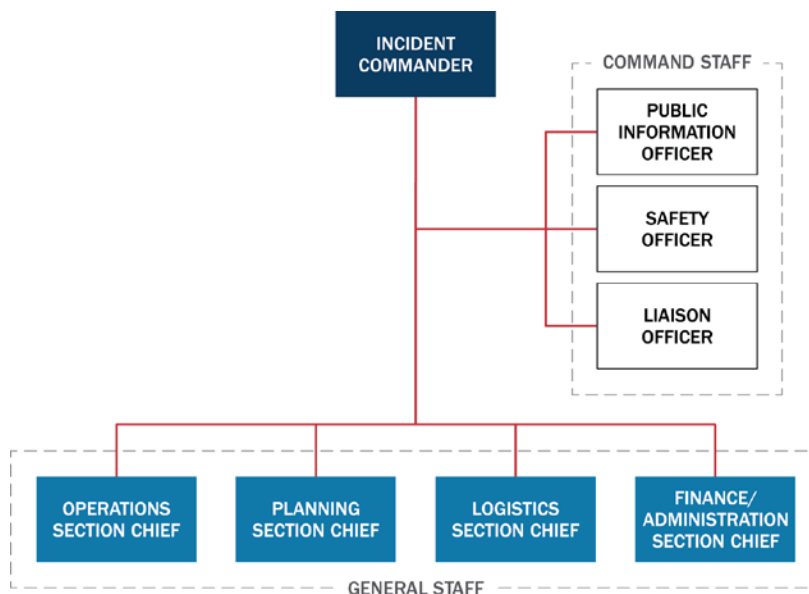 INCIDENT
COMMANDER
COMMAND STAFF
PUBLIC
INFORMATION
OFFICER
SAFETY
OFFICER
LIAISON
OFFICER
OPERATIONS
SECTION CHIEF
PLANNING
SECTION CHIEF
LOGISTICS
SECTION CHIEF
FINANCE/
ADMINISTRATION
SECTION CHIEF
GENERAL STAFF